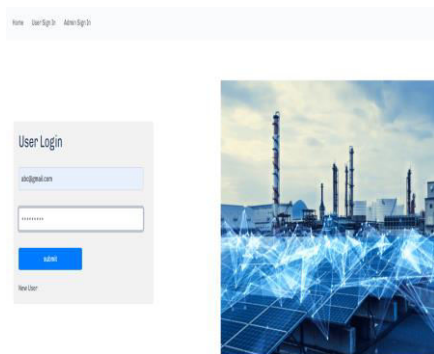 Home User Sign In Admin Sign In
User Login
abc@gmail.com
submit
New User